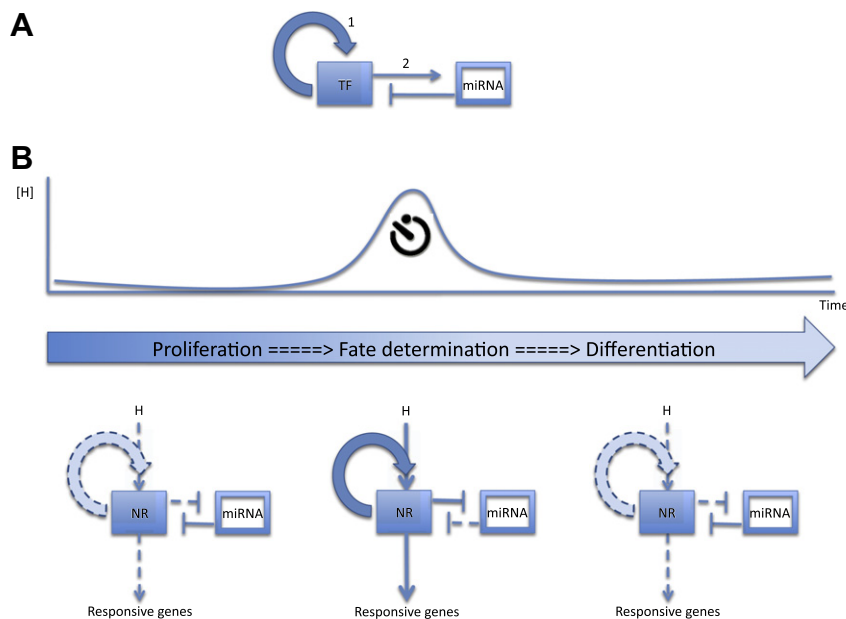 A
1
2
TF
miRNA
B
[H]
Time
Proliferation =====> Fate determination =====> Differentiation
H
H
H
NR
miRNA
NR
miRNA
NR
miRNA
Responsive genes
Responsive genes
Responsive genes